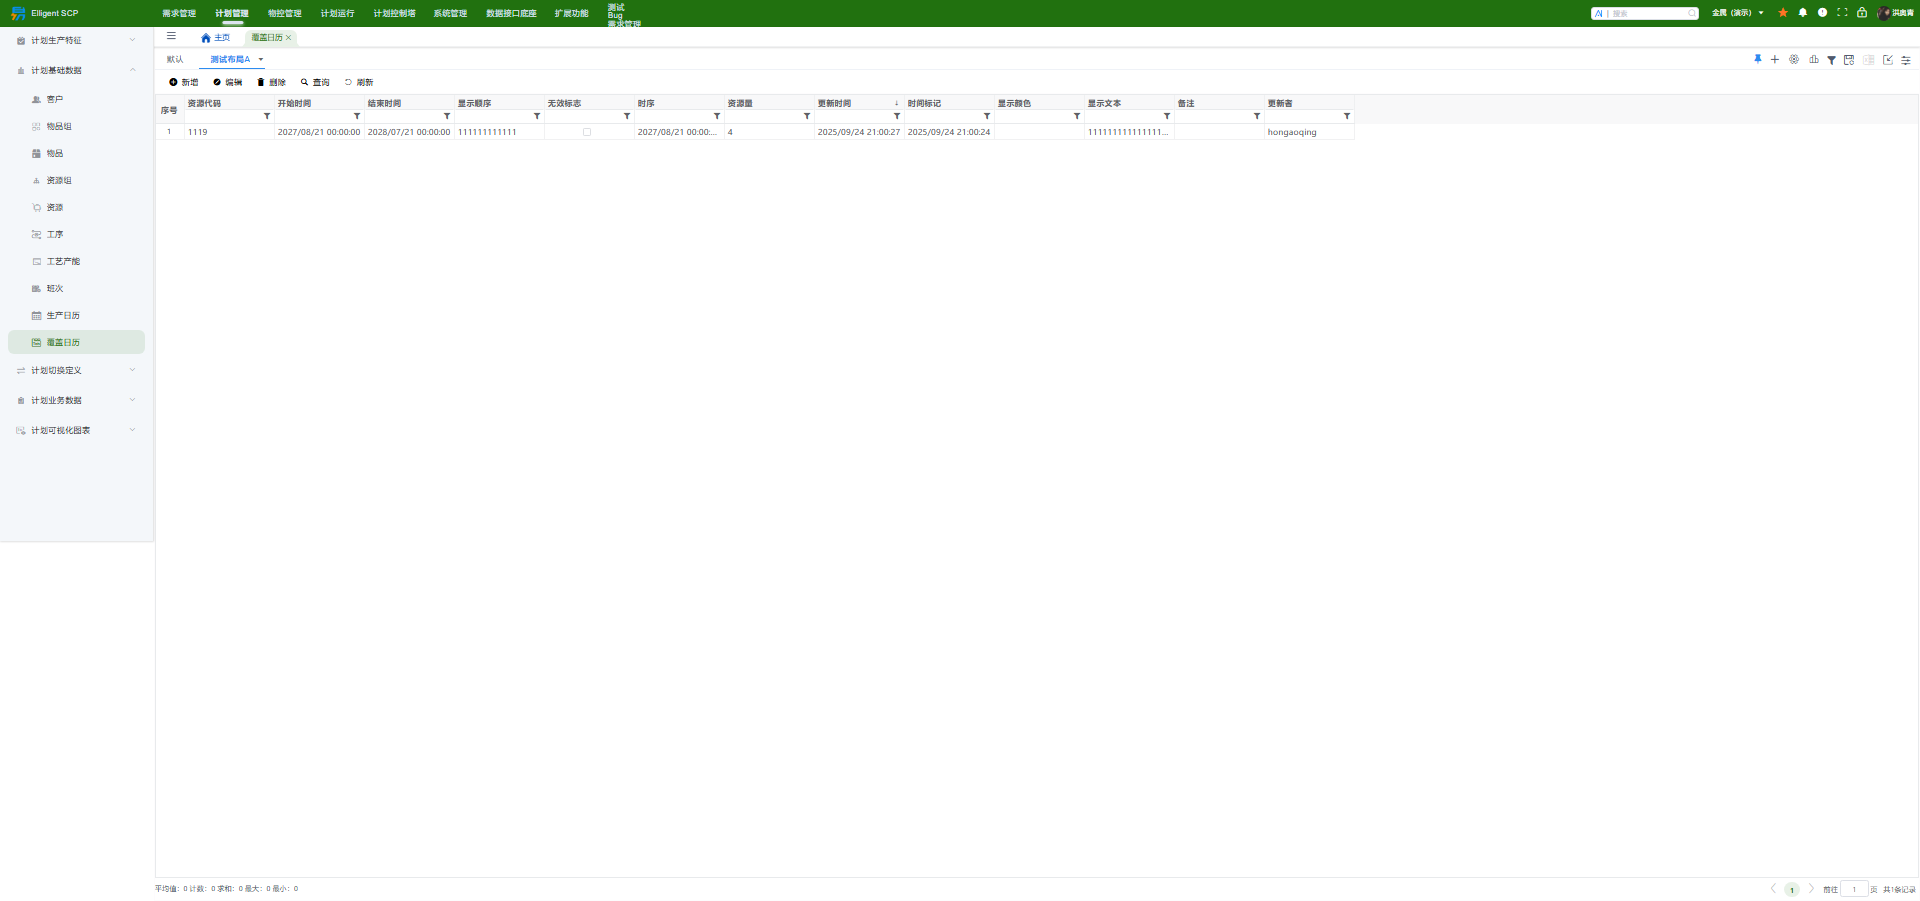 Elligent SCP
需求管理 计划管理 物控管理 计划运行 计划控制塔 系统管理 数据接口底座 扩展功能 测试
Bug
需求管理
AI | 搜索
金属（演示）
洪奥青
计划生产特征
计划基础数据
客户
物品组
物品
资源组
资源
工序
工艺产能
班次
生产日历
覆盖日历
计划切换定义
计划业务数据
计划可视化图表
主页 覆盖日历
默认 测试布局A
新增 编辑 删除 查询 刷新
序号 资源代码 开始时间 结束时间 显示顺序 无效标志 时序 资源量 更新时间 时间标记 显示颜色 显示文本 备注 更新者
1 1119 2027/08/21 00:00:00 2028/07/21 00:00:00 111111111111 2027/08/21 00:00:... 4 2025/09/24 21:00:27 2025/09/24 21:00:24 111111111111111... hongaoqing
平均值：0 计数：0 求和：0 最大：0 最小：0
1 前往 1 页 共1条记录